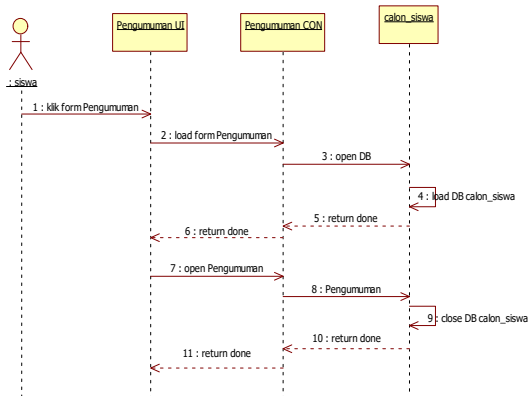 Pengumuman UI
Pengumuman CON
calon_siswa
: siswa
1 : klik form Pengumuman
2 : load form Pengumuman
3 : open DB
4 : load DB calon_siswa
5 : return done
6 : return done
7 : open Pengumuman
8 : Pengumuman
9 : close DB calon_siswa
10 : return done
11 : return done